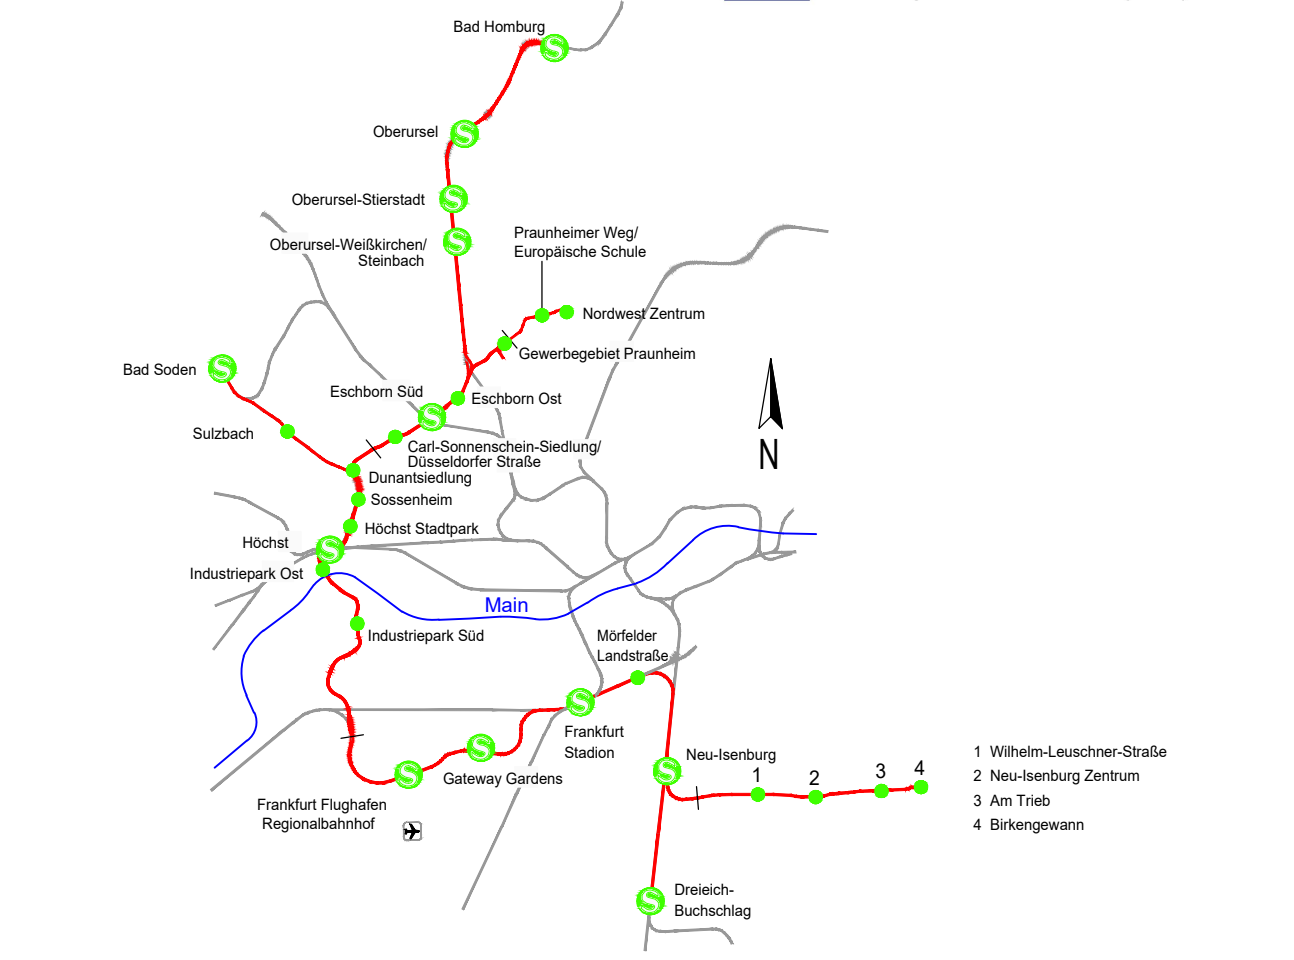 Bad Homburg
Oberursel
Oberursel-Stierstadt
Oberursel-Weißkirchen/
Steinbach
Praunheimer Weg/
Europäische Schule
Nordwest Zentrum
Gewerbegebiet Praunheim
Bad Soden
Eschborn Süd
Eschborn Ost
Sulzbach
Carl-Sonnenschein-Siedlung/
Düsseldorfer Straße
Dunantsiedlung
Sossenheim
Höchst Stadtpark
Höchst
Industriepark Ost
N
Main
Industriepark Süd
Mörfelder
Landstraße
Frankfurt
Stadion
Gateway Gardens
Frankfurt Flughafen
Regionalbahnhof
Neu-Isenburg
1
2
3
4
1 Wilhelm-Leuschner-Straße
2 Neu-Isenburg Zentrum
3 Am Trieb
4 Birkengewann
Dreieich-
Buchschlag
S
S
S
S
S
S
S
S
S
S
S
S